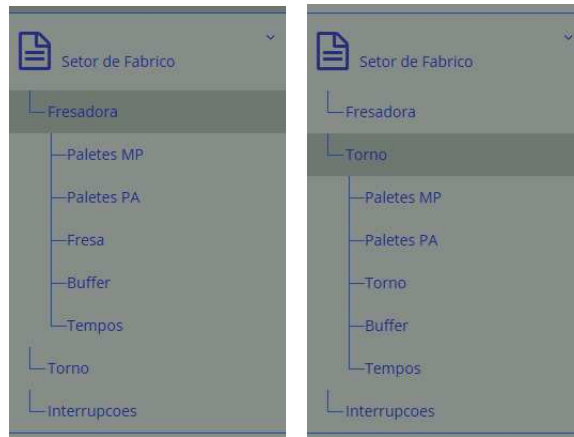 Setor de Fabrico
Fresadora
Paletes MP
Paletes PA
Fresa
Buffer
Tempos
Torno
Interrupcoes
Setor de Fabrico
Fresadora
Torno
Paletes MP
Paletes PA
Torno
Buffer
Tempos
Interrupcoes